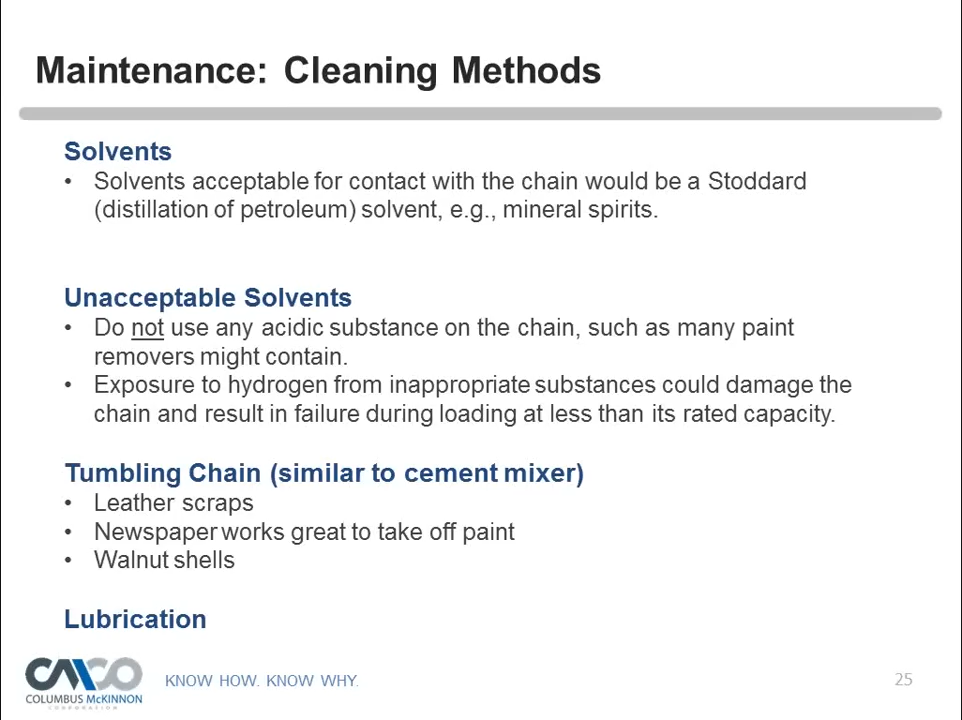 Maintenance: Cleaning Methods
Solvents
• Solvents acceptable for contact with the chain would be a Stoddard
(distillation of petroleum) solvent, e.g., mineral spirits.
Unacceptable Solvents
• Do not use any acidic substance on the chain, such as many paint
removers might contain.
• Exposure to hydrogen from inappropriate substances could damage the
chain and result in failure during loading at less than its rated capacity.
Tumbling Chain (similar to cement mixer)
• Leather scraps
• Newspaper works great to take off paint
• Walnut shells
Lubrication
CMCO
COLUMBUS McKINNON
CORPORATION
KNOW HOW. KNOW WHY.
25